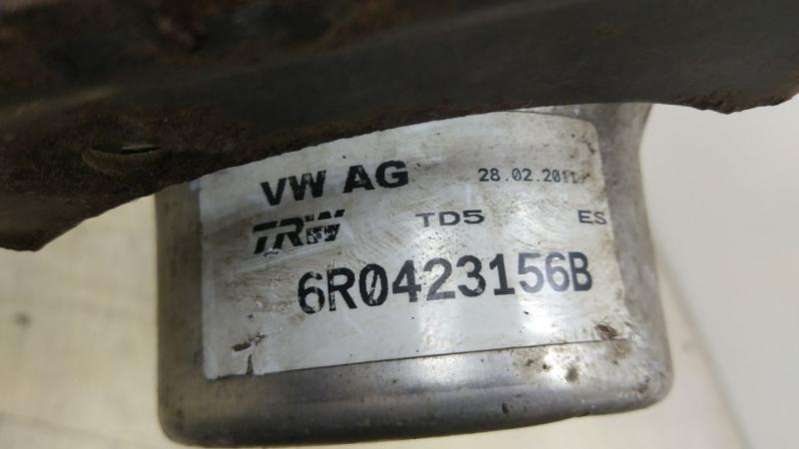 VW AG 28.02.2011
TRW TD5 ES
6R0423156B